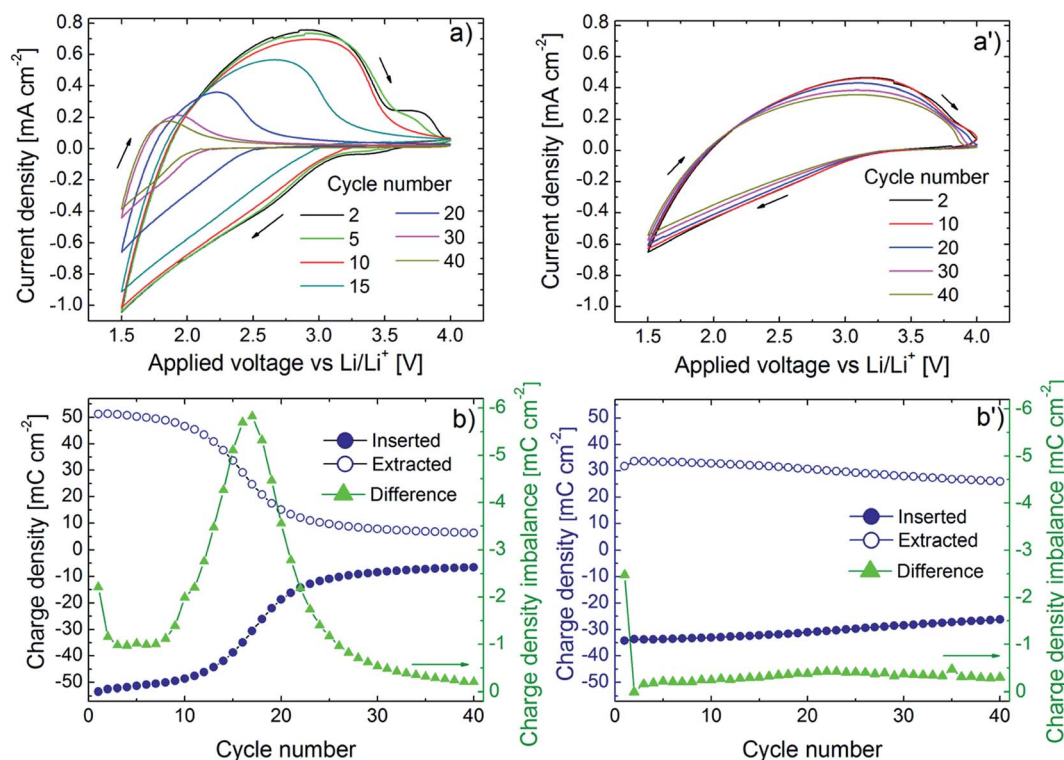 a)
Current density [mA cm⁻²]
0.8
0.6
0.4
0.2
0.0
-0.2
-0.4
-0.6
-0.8
-1.0
Cycle number
2
5
10
15
20
30
40
1.5 2.0 2.5 3.0 3.5 4.0
Applied voltage vs Li/Li⁺ [V]
a')
Current density [mA cm⁻²]
0.8
0.6
0.4
0.2
0.0
-0.2
-0.4
-0.6
-0.8
-1.0
Cycle number
2
10
20
30
40
1.5 2.0 2.5 3.0 3.5 4.0
Applied voltage vs Li/Li⁺ [V]
b)
Charge density [mC cm⁻²]
50
40
30
20
10
0
-10
-20
-30
-40
-50
Inserted
Extracted
Difference
-6
-5
-4
-3
-2
-1
0
Charge density imbalance [mC cm⁻²]
0 10 20 30 40
Cycle number
b')
Charge density [mC cm⁻²]
50
40
30
20
10
0
-10
-20
-30
-40
-50
Inserted
Extracted
Difference
-6
-5
-4
-3
-2
-1
0
Charge density imbalance [mC cm⁻²]
0 10 20 30 40
Cycle number